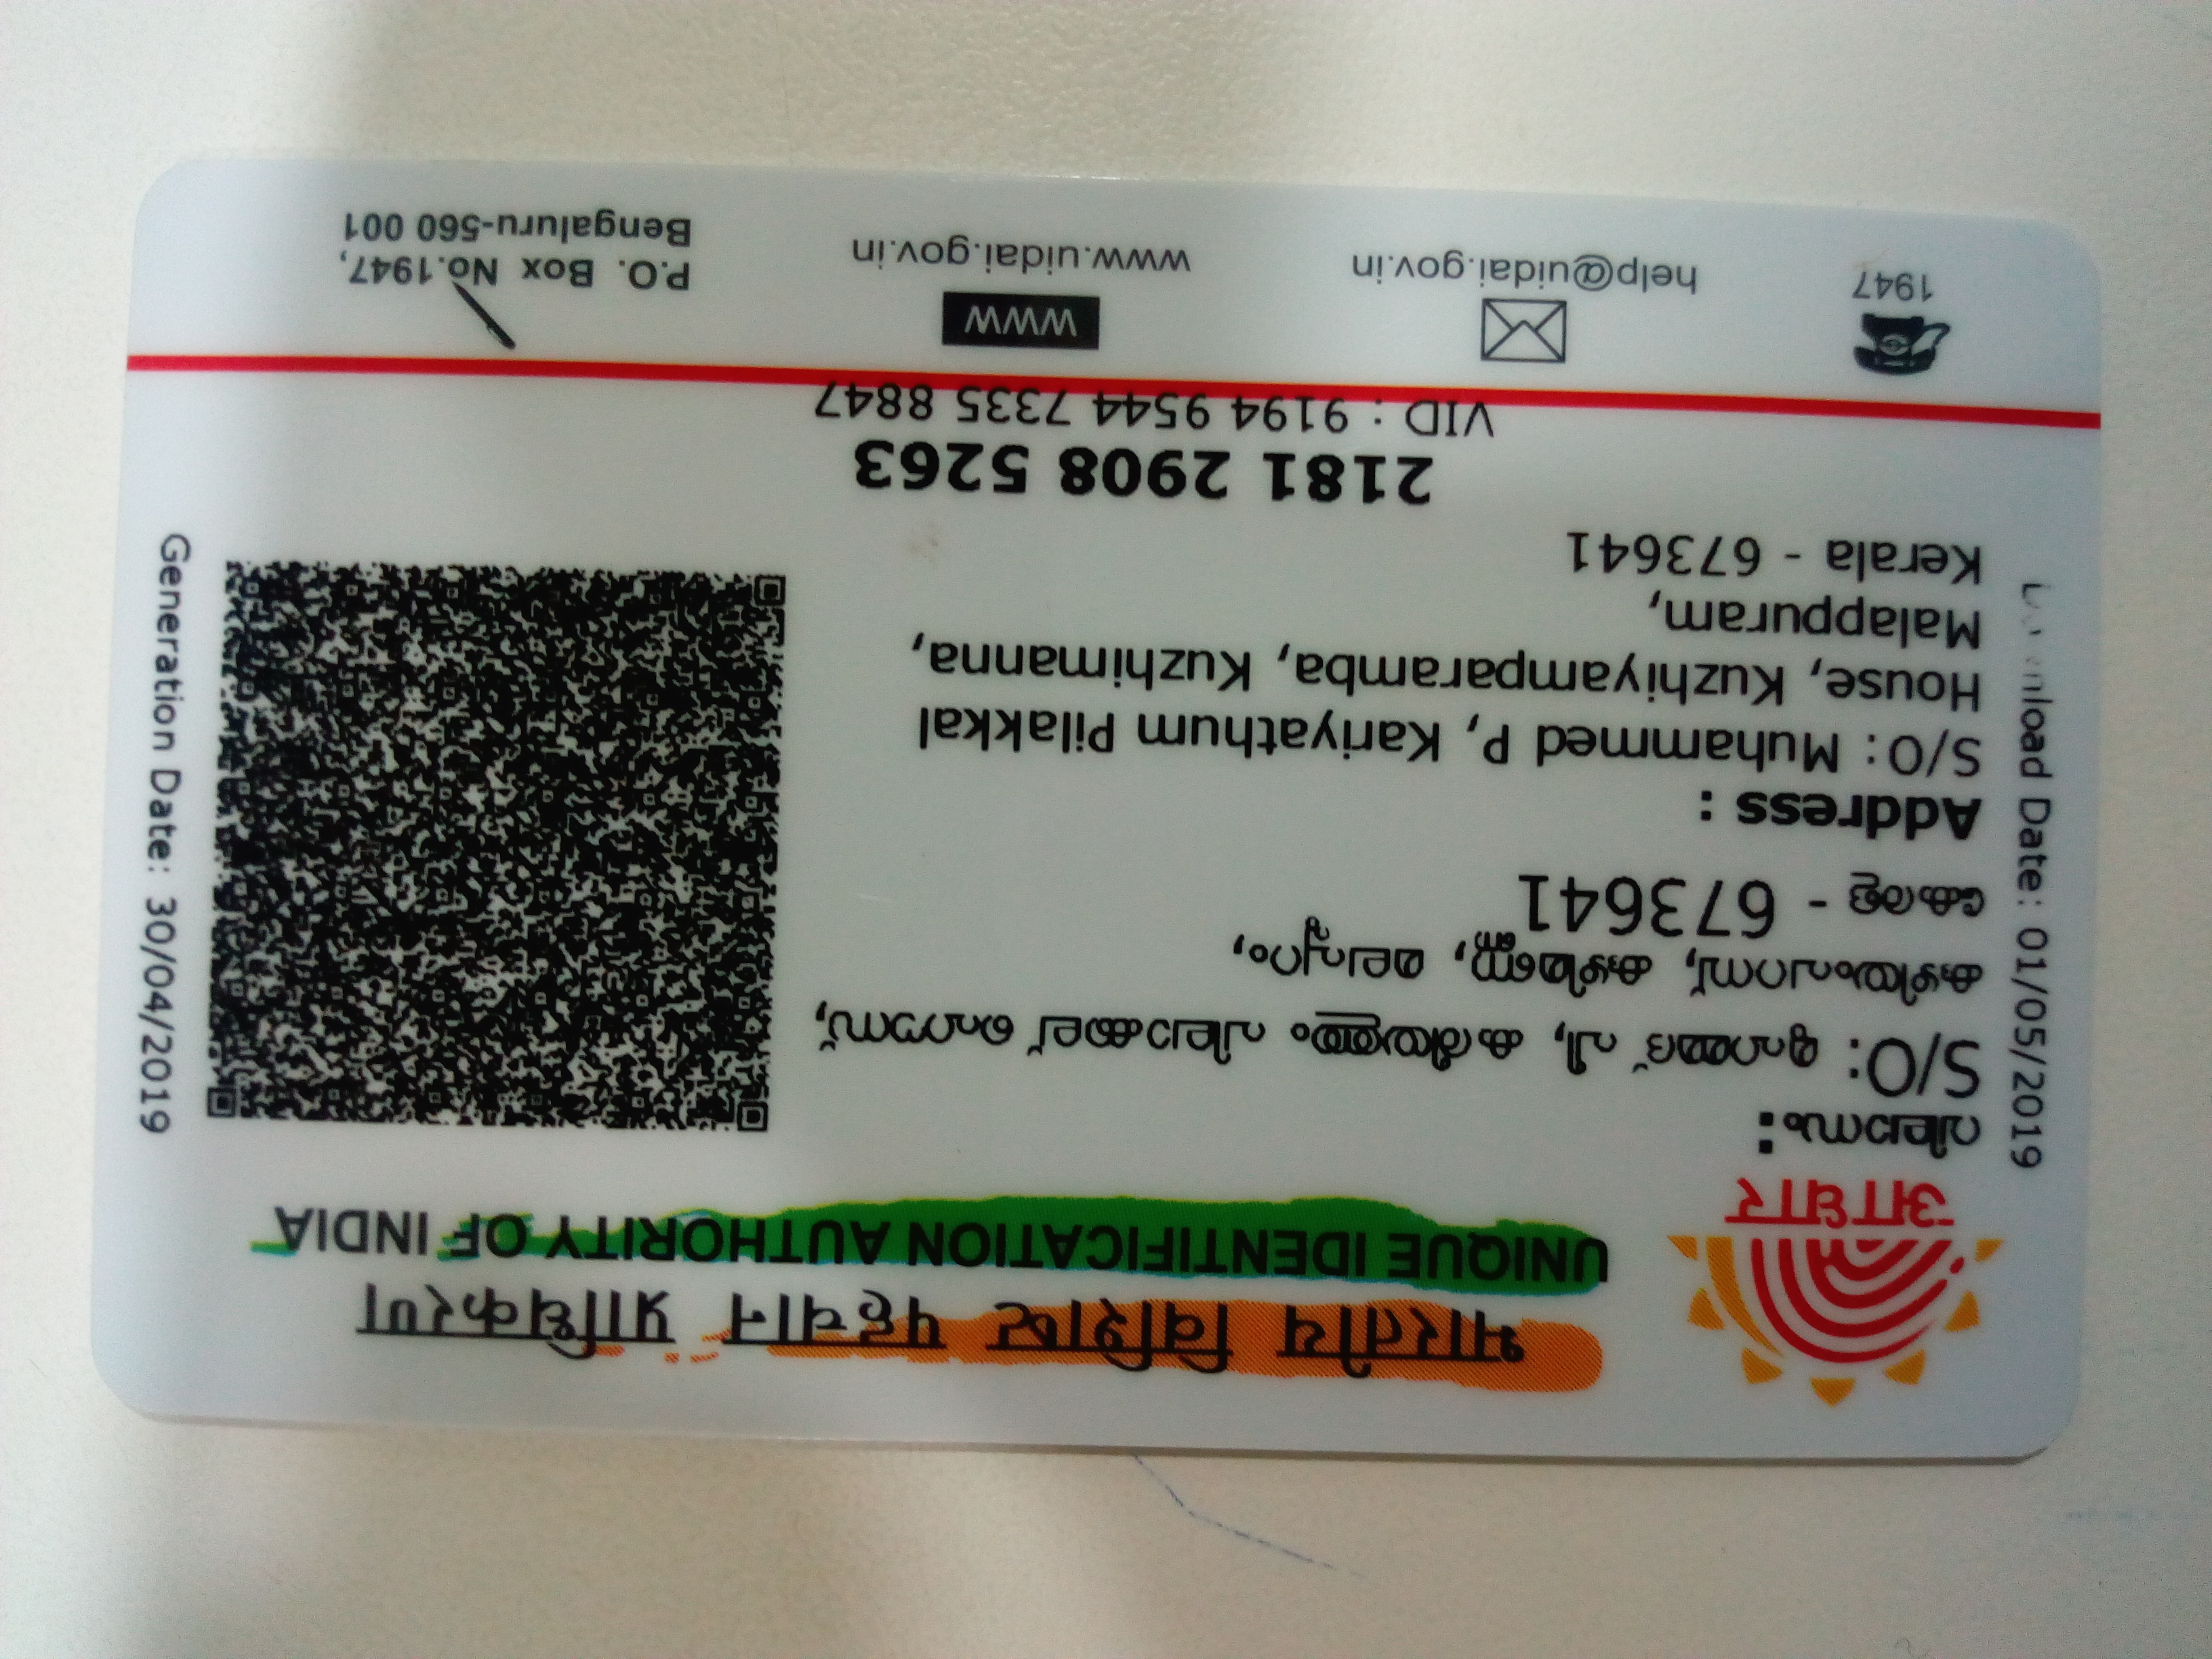 भारतीय विशिष्ट पहचान प्राधिकरण
UNIQUE IDENTIFICATION AUTHORITY OF INDIA
आधार
വിലാസം:
S/O: മുഹമ്മദ് പി, കരിയത്തും പിലാക്കല് ഹൌസ്,
കുഴിമണ്ണ, മലപ്പുറം,
കേരള - 673641
Address :
S/O: Muhammed P, Kariyathum Pilakkal
House, Kuzhiyamparamba, Kuzhimanna,
Malappuram,
Kerala - 673641
Date: 01/05/2019
Generation Date: 30/04/2019
2181 2908 5263
VID : 9194 9544 7335 8847
1947
help@uidai.gov.in
www
www.uidai.gov.in
P.O. Box No.1947,
Bengaluru-560 001